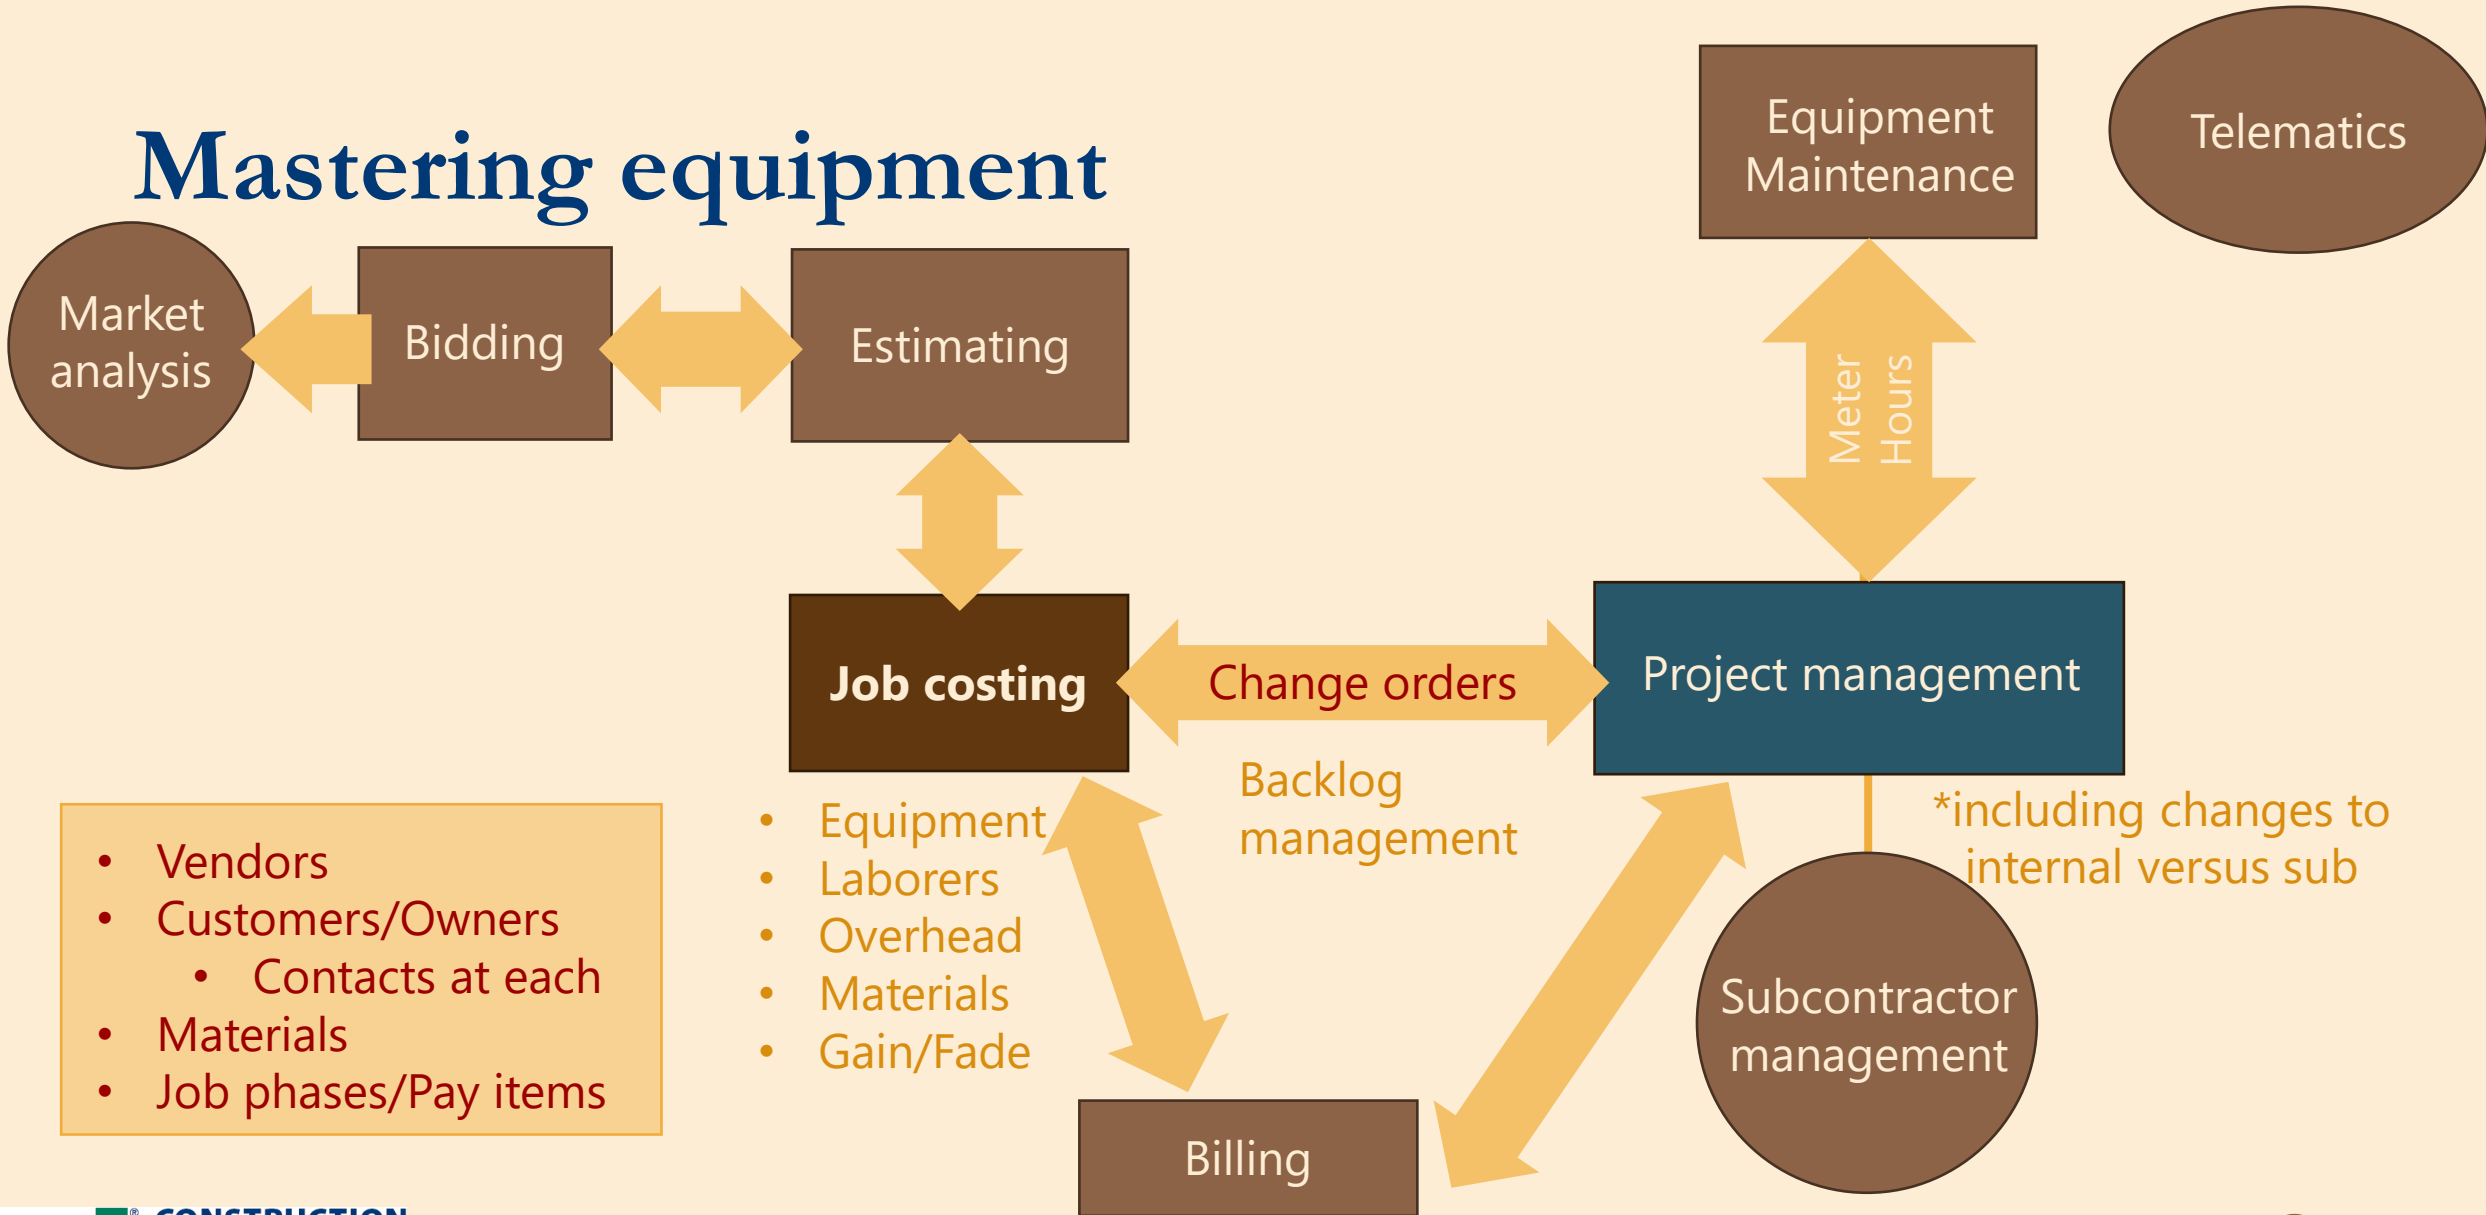 Mastering equipment
Equipment
Maintenance
Telematics
Market
analysis
Bidding
Estimating
Meter
Hours
Job costing
Change orders
Project management
Backlog
management
*including changes to
internal versus sub
• Vendors
• Customers/Owners
• Contacts at each
• Materials
• Job phases/Pay items
• Equipment
• Laborers
• Overhead
• Materials
• Gain/Fade
Subcontractor
management
Billing
® CONSTRUCTION